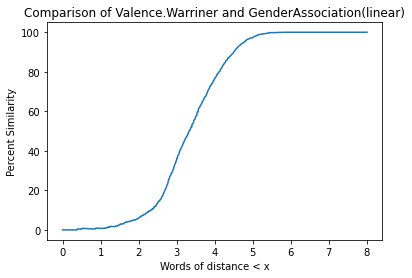 Comparison of Valence.Warriner and GenderAssociation(linear)
100
80
60
40
20
0
Percent Similarity
0 1 2 3 4 5 6 7 8
Words of distance < x